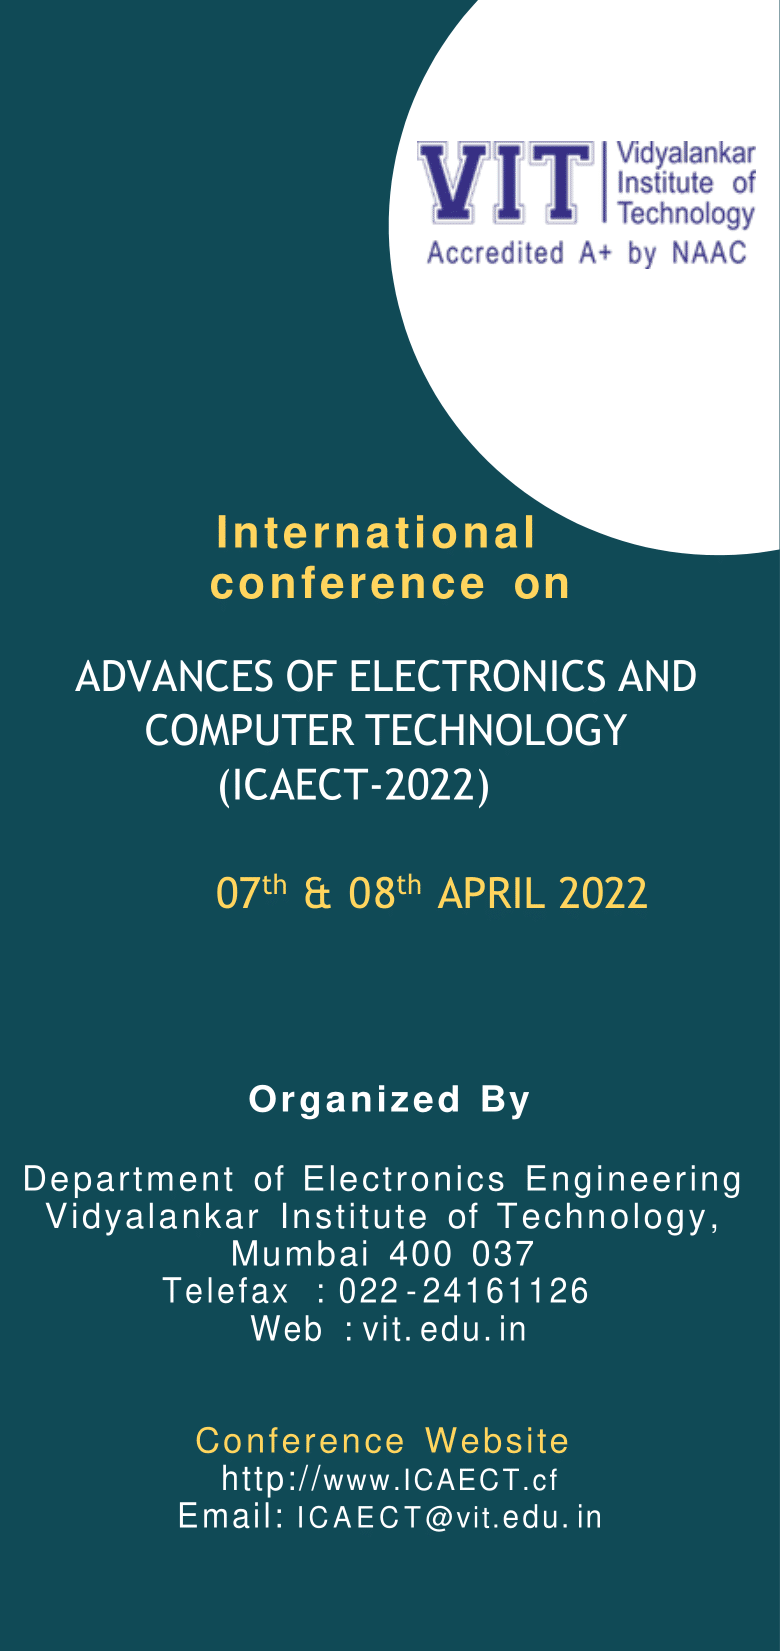 VIT
Vidyalankar
Institute of
Technology
Accredited A+ by NAAC
International
conference on
ADVANCES OF ELECTRONICS AND
COMPUTER TECHNOLOGY
(ICAECT-2022)
07th & 08th APRIL 2022
Organized By
Department of Electronics Engineering
Vidyalankar Institute of Technology,
Mumbai 400 037
Telefax : 022-24161126
Web : vit.edu.in
Conference Website
http://www.ICAECT.cf
Email: ICAECT@vit.edu.in